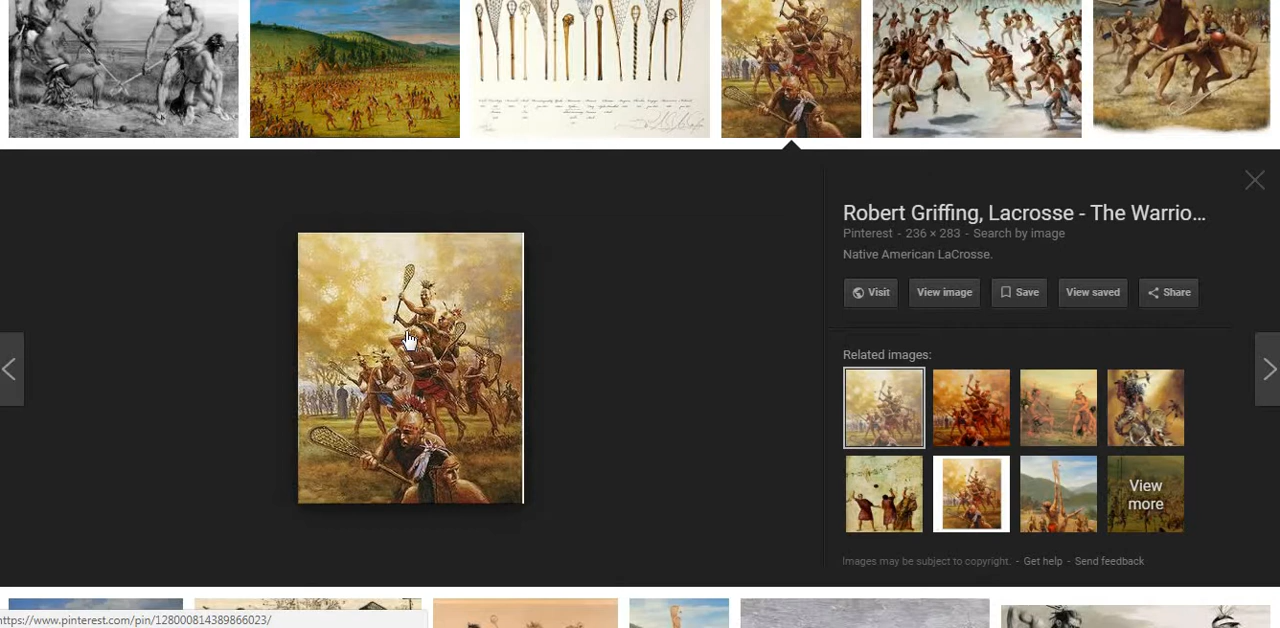 Robert Griffing, Lacrosse - The Warrio...
Pinterest - 236 × 283 - Search by image
Native American LaCrosse.
Visit
View image
Save
View saved
Share
Related images:
View
more
Images may be subject to copyright. - Get help - Send feedback
https://www.pinterest.com/pin/128000814389866023/